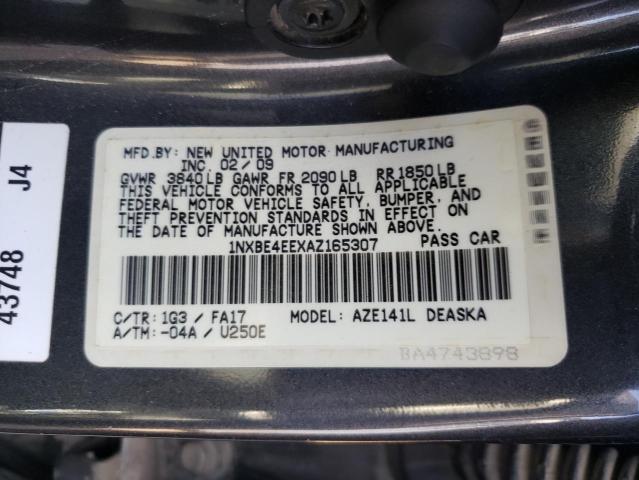 MFD.BY: NEW UNITED MOTOR MANUFACTURING
INC. 02 / 09
GVWR 3840 LB GAWR FR 2090 LB RR 1850 LB
THIS VEHICLE CONFORMS TO ALL APPLICABLE
FEDERAL MOTOR VEHICLE SAFETY, BUMPER, AND
THEFT PREVENTION STANDARDS IN EFFECT ON
THE DATE OF MANUFACTURE SHOWN ABOVE.
1NXBE4EEXAZ165307 PASS CAR
C/TR: 1G3 / FA17 MODEL: AZE141L DEASKA
A/TM: -04A / U250E
BA4743898
43748 J4